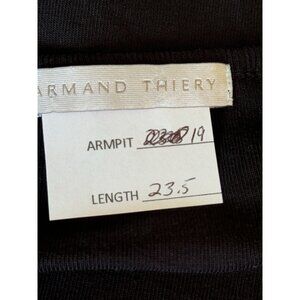 ARMAND THIERY
ARMPIT 19
LENGTH 23.5